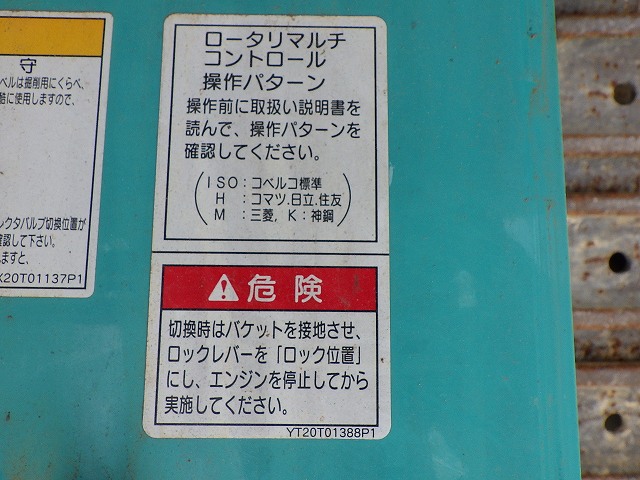 守
ベルは掘削用にくらべ、
酷に使用しますので、
レクタバルブ切換位置が
確認して下さい。
ますと、
20T01137P1
ロータリマルチ
コントロール
操作パターン
操作前に取扱い説明書を
読んで、操作パターンを
確認してください。
(ISO:コベルコ標準
H:コマツ.日立.住友
M:三菱, K:神鋼)
危険
切換時はバケットを接地させ、
ロックレバーを「ロック位置」
にし、エンジンを停止してから
実施してください。
YT20T01388P1